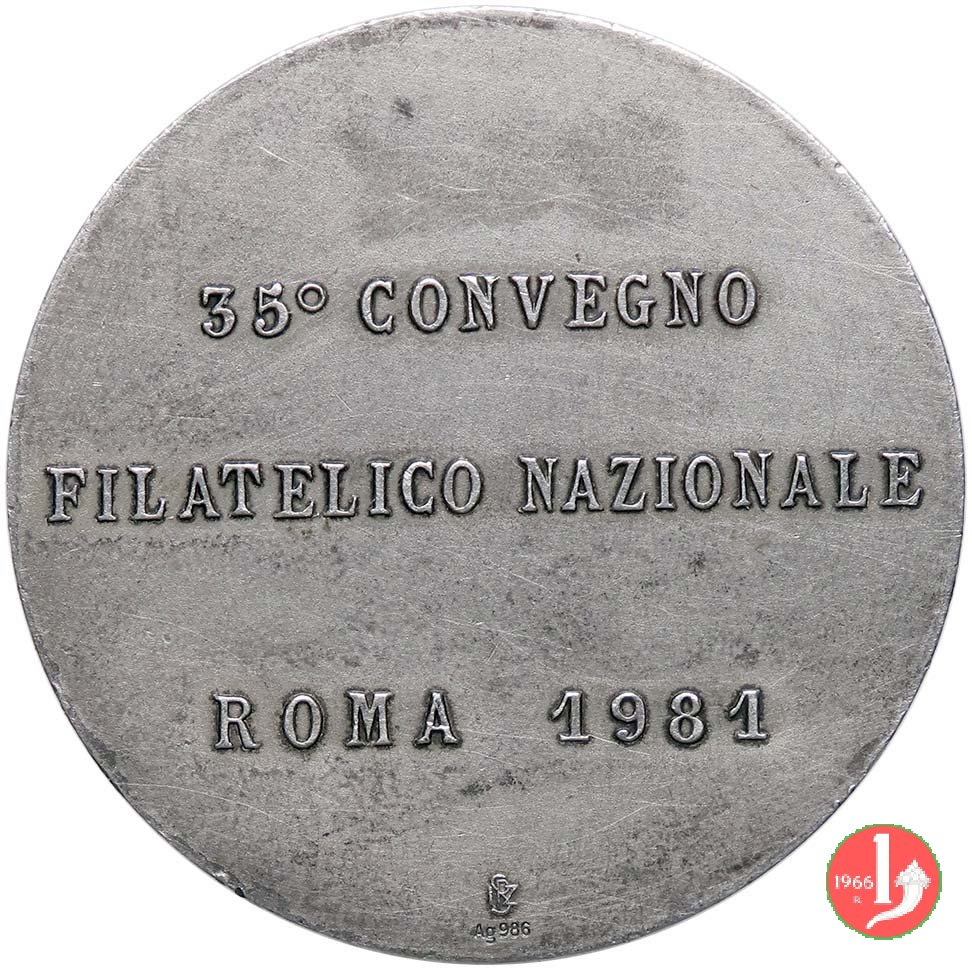 35° CONVEGNO
FILATELICO NAZIONALE
ROMA 1981
Ag 986
1966
R